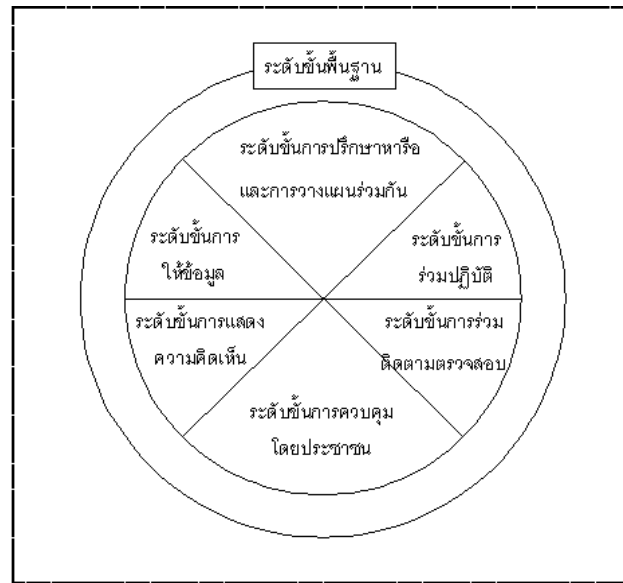 ระดับขั้นพื้นฐาน
ระดับขั้นการปรึกษาหารือ
และการวางแผนร่วมกัน
ระดับขั้นการ
ให้ข้อมูล
ระดับขั้นการ
ร่วมปฏิบัติ
ระดับขั้นการแสดง
ความคิดเห็น
ระดับขั้นการร่วม
ติดตามตรวจสอบ
ระดับขั้นการควบคุม
โดยประชาชน